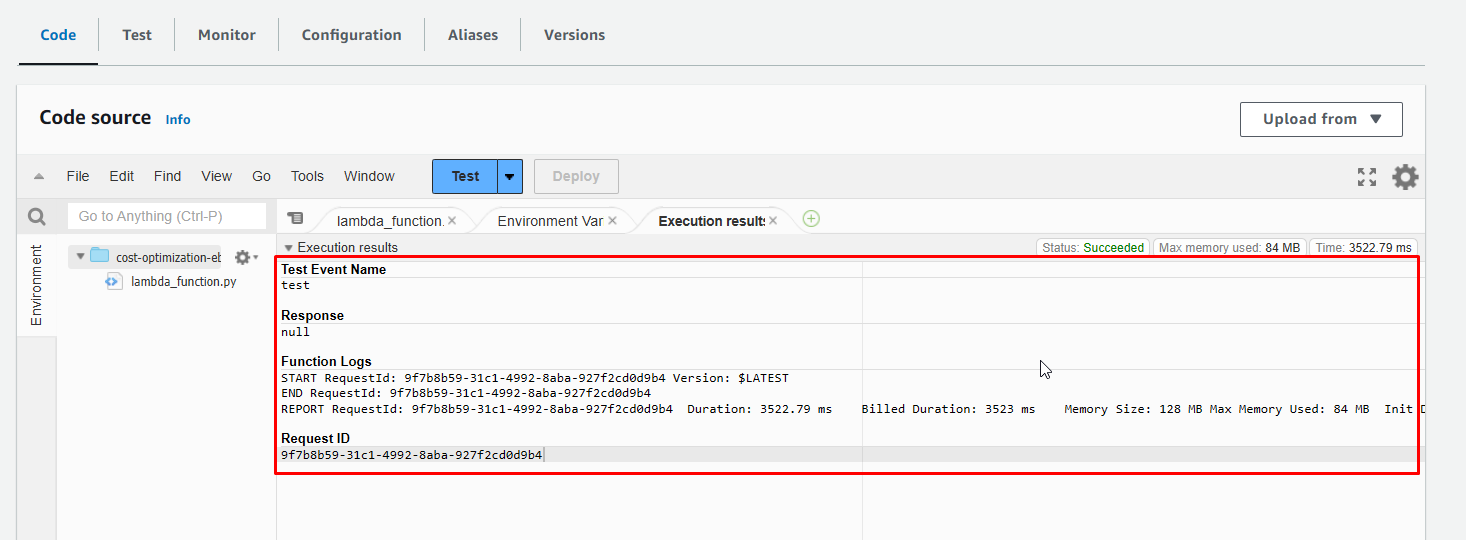 Code Test Monitor Configuration Aliases Versions
Code source Info
Upload from
File Edit Find View Go Tools Window Test Deploy
Go to Anything (Ctrl-P)
lambda_function. Environment Var Execution results
Execution results Status: Succeeded Max memory used: 84 MB Time: 3522.79 ms
Environment
cost-optimization-eb
lambda_function.py
Test Event Name
test
Response
null
Function Logs
START RequestId: 9f7b8b59-31c1-4992-8aba-927f2cd0d9b4 Version: $LATEST
END RequestId: 9f7b8b59-31c1-4992-8aba-927f2cd0d9b4
REPORT RequestId: 9f7b8b59-31c1-4992-8aba-927f2cd0d9b4 Duration: 3522.79 ms Billed Duration: 3523 ms Memory Size: 128 MB Max Memory Used: 84 MB Init D
Request ID
9f7b8b59-31c1-4992-8aba-927f2cd0d9b4